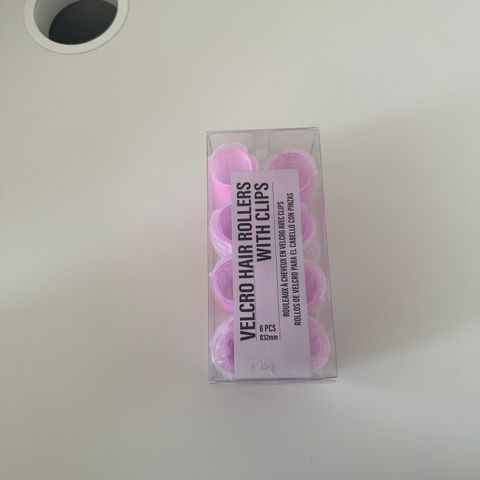 VELCRO HAIR ROLLERS
WITH CLIPS
8 PCS
Ø32mm
ROULEAUX À CHEVEUX EN VELCRO AVEC CLIPS
ROLLOS DE VELCRO PARA EL CABELLO CON PINZAS